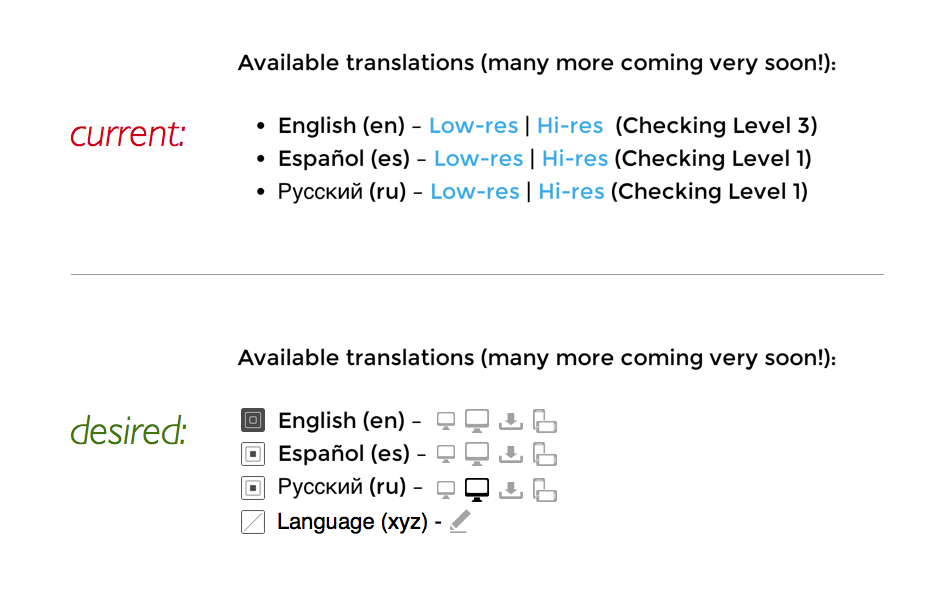 Available translations (many more coming very soon!):
current:
• English (en) – Low-res | Hi-res (Checking Level 3)
• Español (es) – Low-res | Hi-res (Checking Level 1)
• Русский (ru) – Low-res | Hi-res (Checking Level 1)
Available translations (many more coming very soon!):
desired:
English (en) –
Español (es) –
Русский (ru) –
Language (xyz) -